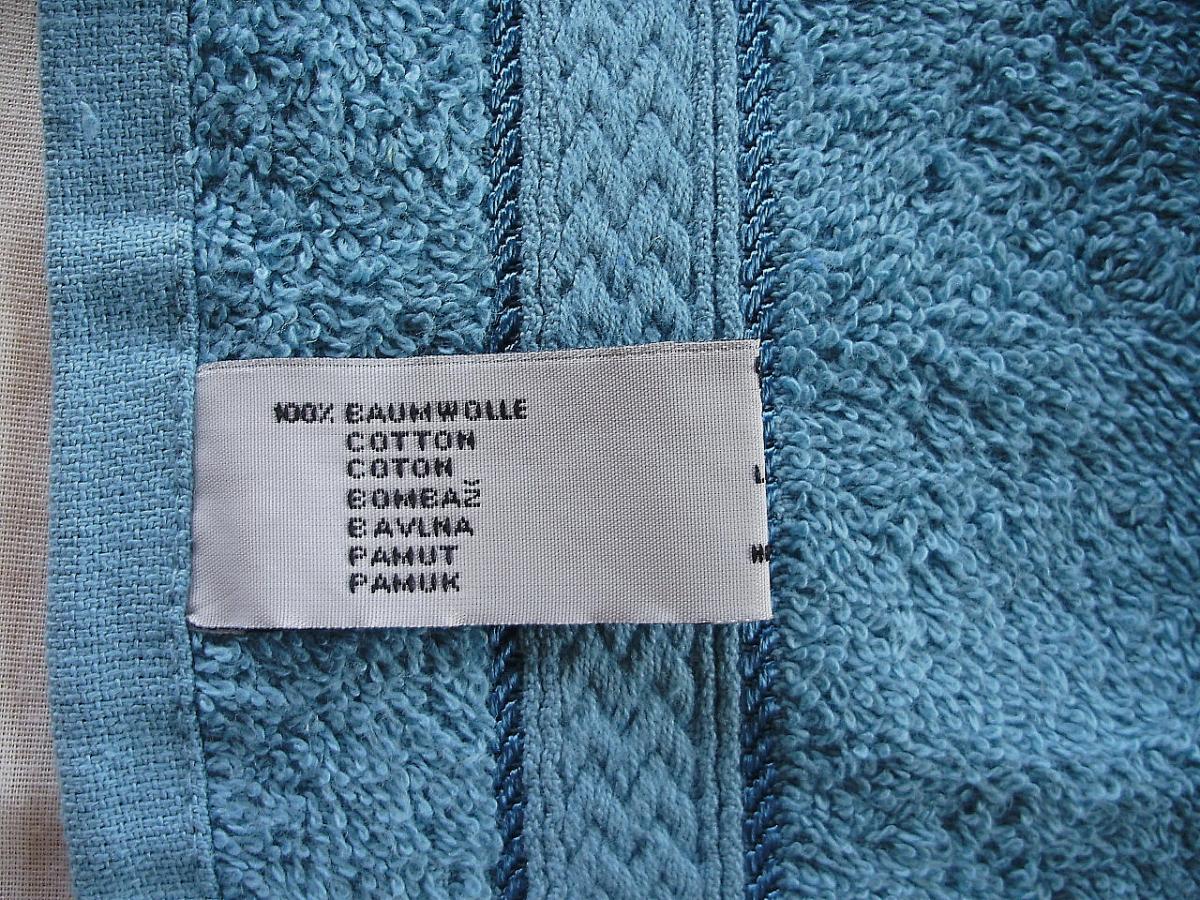 100% BAUMWOLLE
COTTON
COTON
BOMBAŽ
BAVLNA
PAMUT
PAMUK